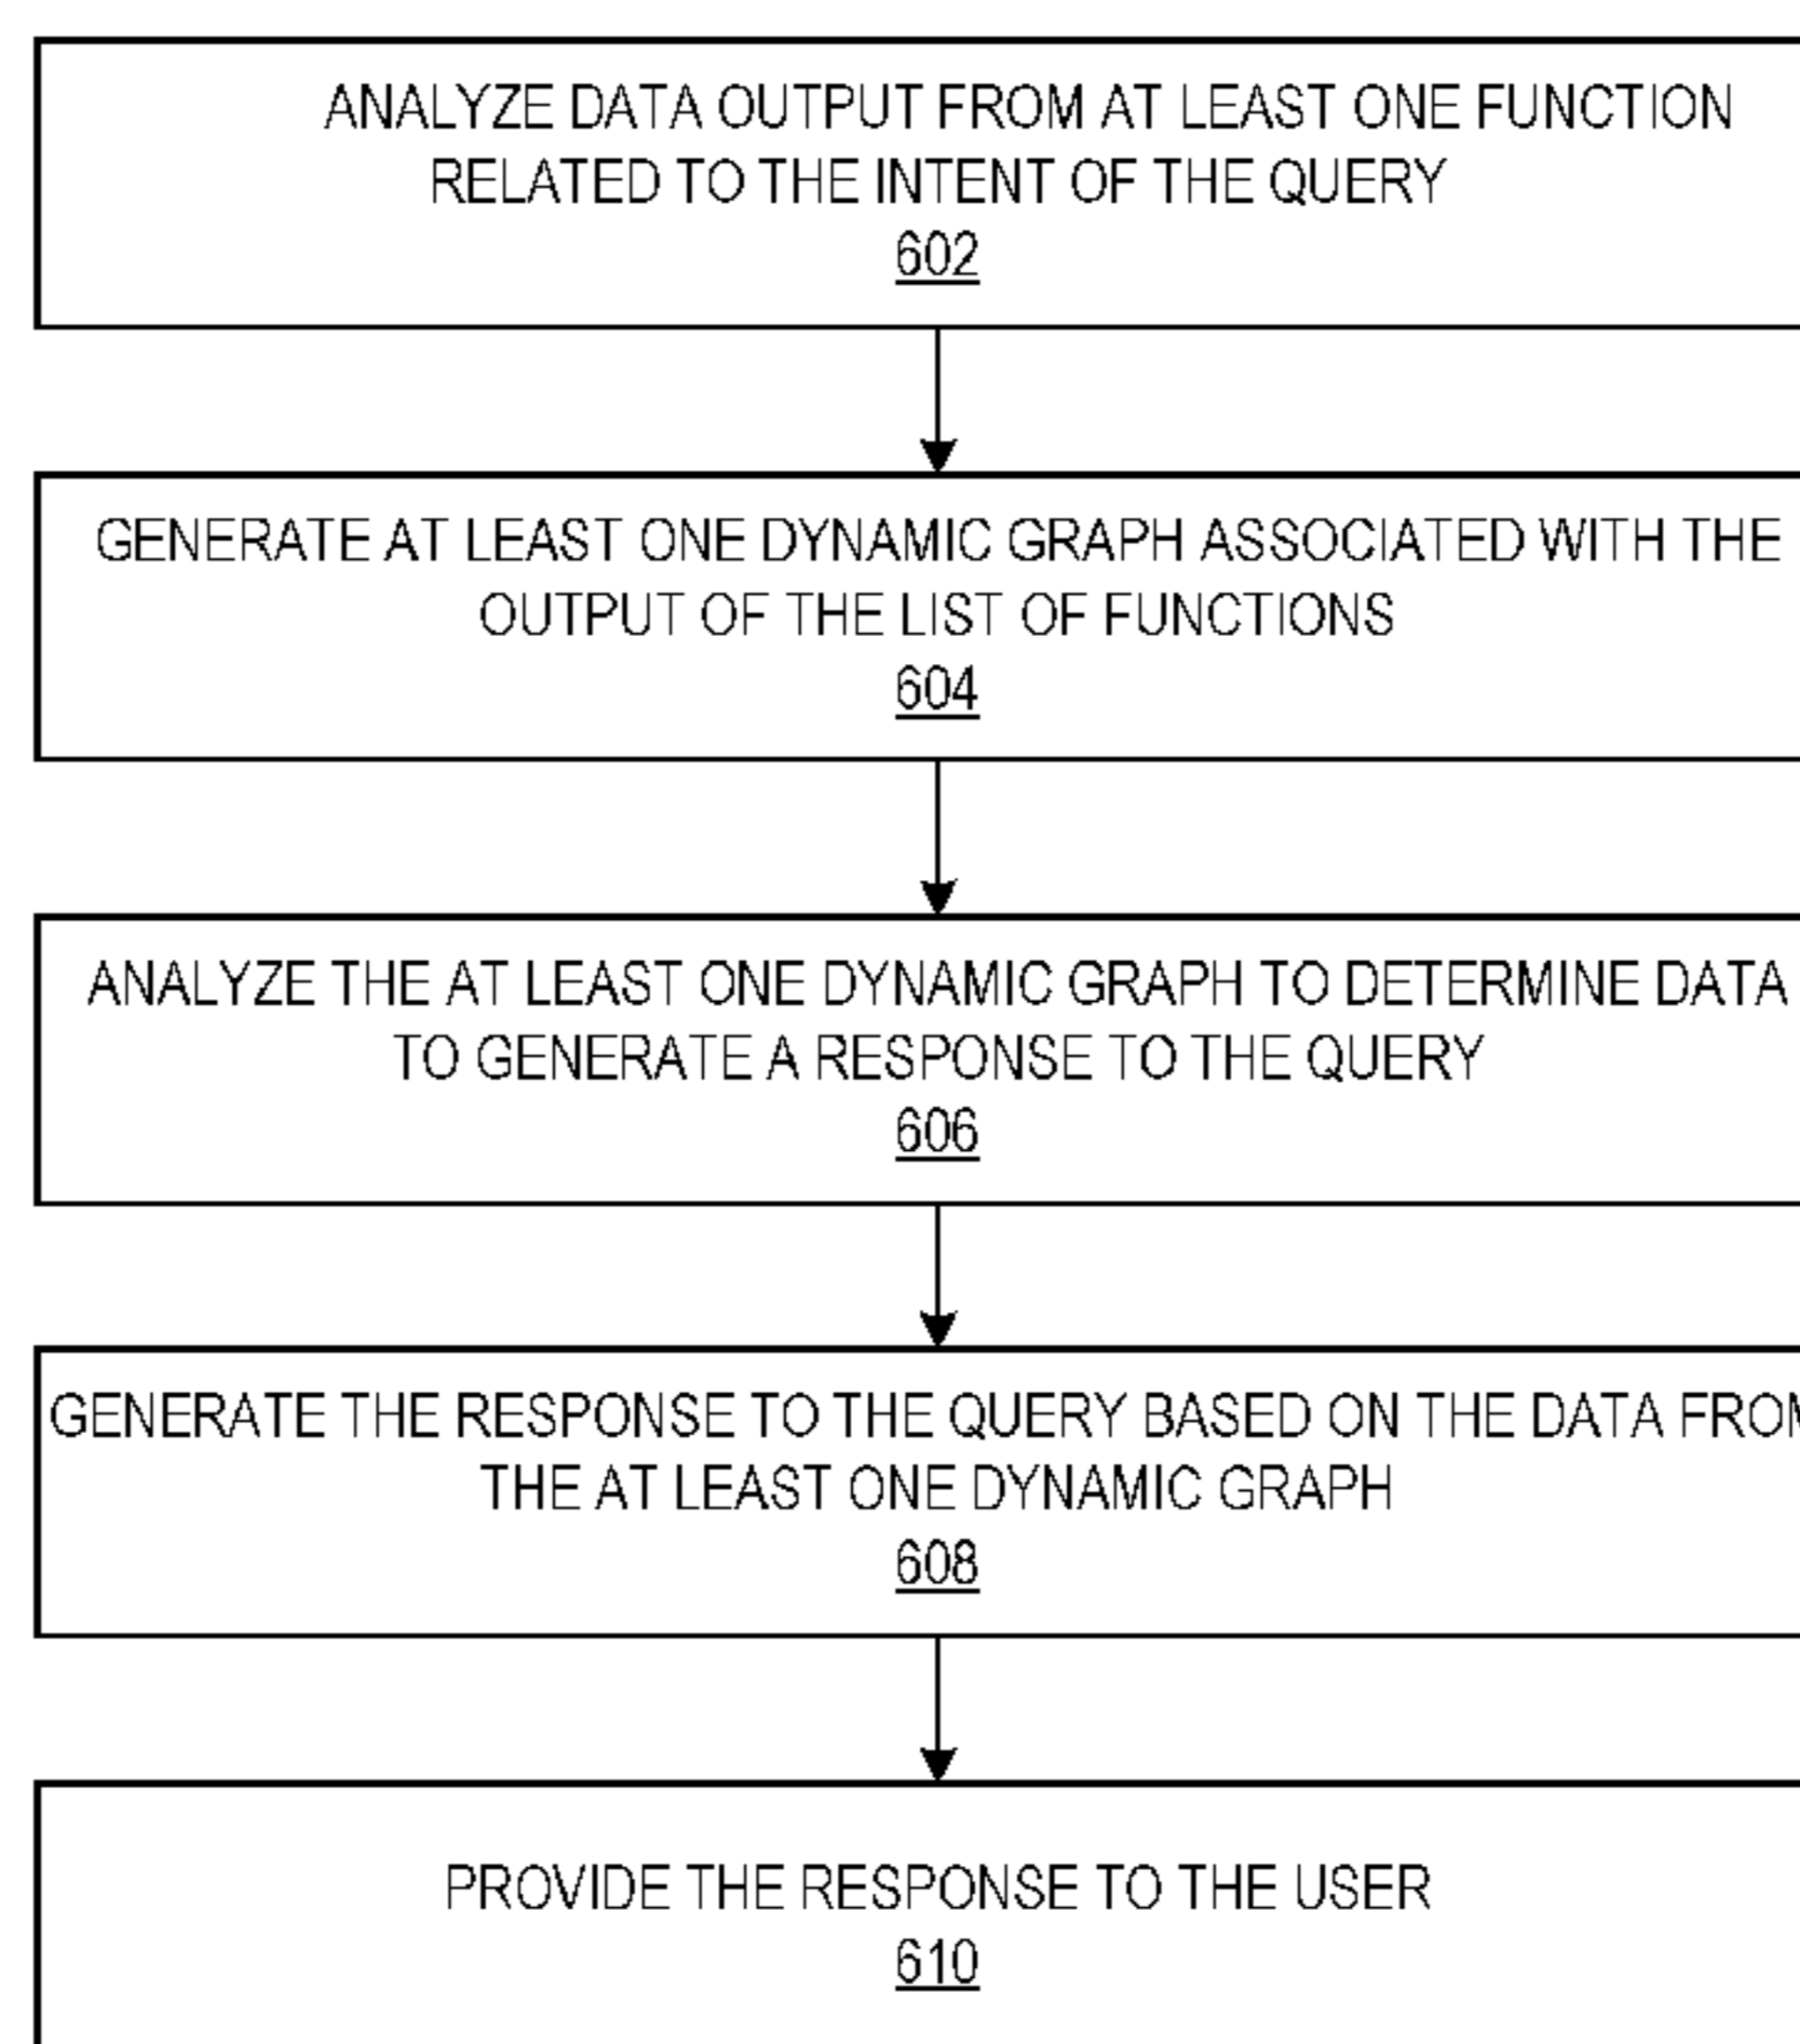 ANALYZE DATA OUTPUT FROM AT LEAST ONE FUNCTION
RELATED TO THE INTENT OF THE QUERY
602
GENERATE AT LEAST ONE DYNAMIC GRAPH ASSOCIATED WITH THE
OUTPUT OF THE LIST OF FUNCTIONS
604
ANALYZE THE AT LEAST ONE DYNAMIC GRAPH TO DETERMINE DATA
TO GENERATE A RESPONSE TO THE QUERY
606
GENERATE THE RESPONSE TO THE QUERY BASED ON THE DATA FROM
THE AT LEAST ONE DYNAMIC GRAPH
608
PROVIDE THE RESPONSE TO THE USER
610